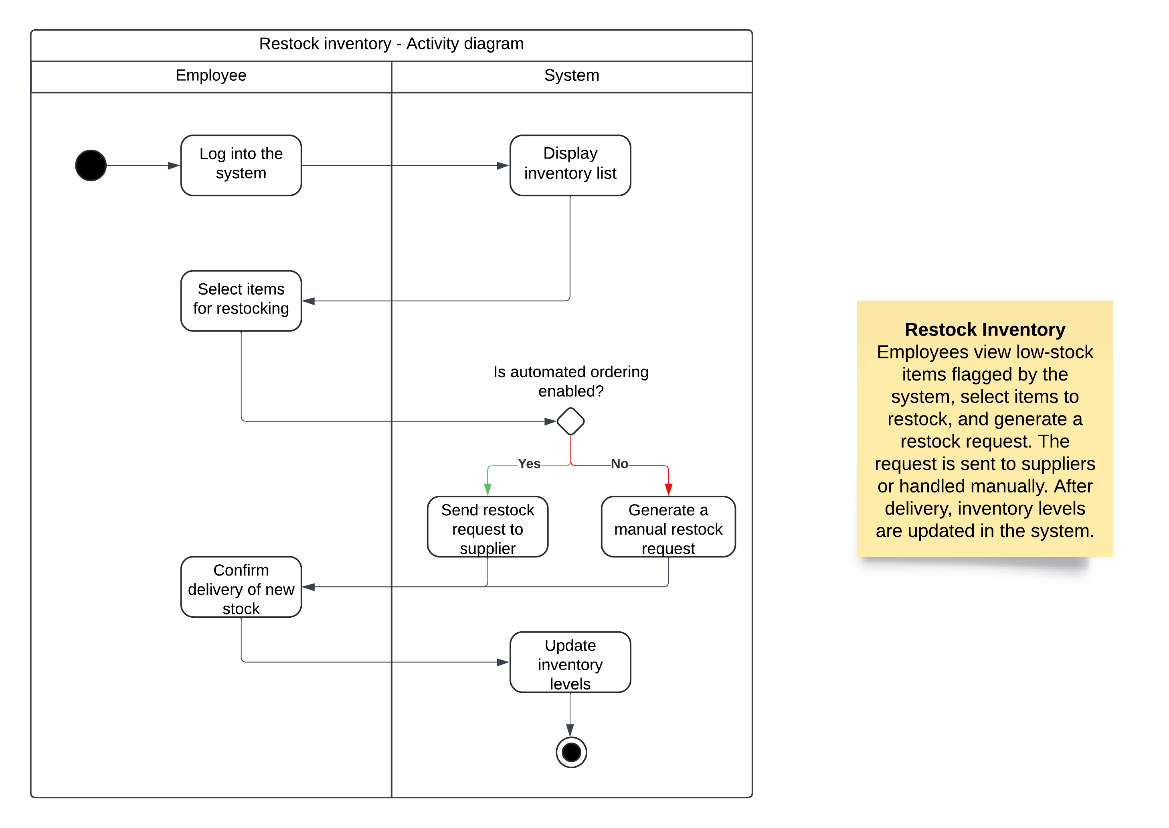 Restock inventory - Activity diagram
Employee
System
Log into the
system
Display
inventory list
Select items
for restocking
Is automated ordering
enabled?
Yes
No
Send restock
request to
supplier
Generate a
manual restock
request
Confirm
delivery of new
stock
Update
inventory
levels
Restock Inventory
Employees view low-stock
items flagged by the
system, select items to
restock, and generate a
restock request. The
request is sent to suppliers
or handled manually. After
delivery, inventory levels
are updated in the system.